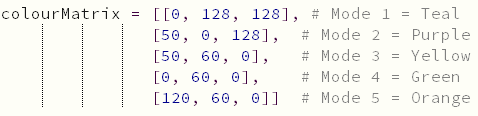 colourMatrix = [[0, 128, 128], # Mode 1 = Teal
[50, 0, 128], # Mode 2 = Purple
[50, 60, 0], # Mode 3 = Yellow
[0, 60, 0], # Mode 4 = Green
[120, 60, 0]] # Mode 5 = Orange